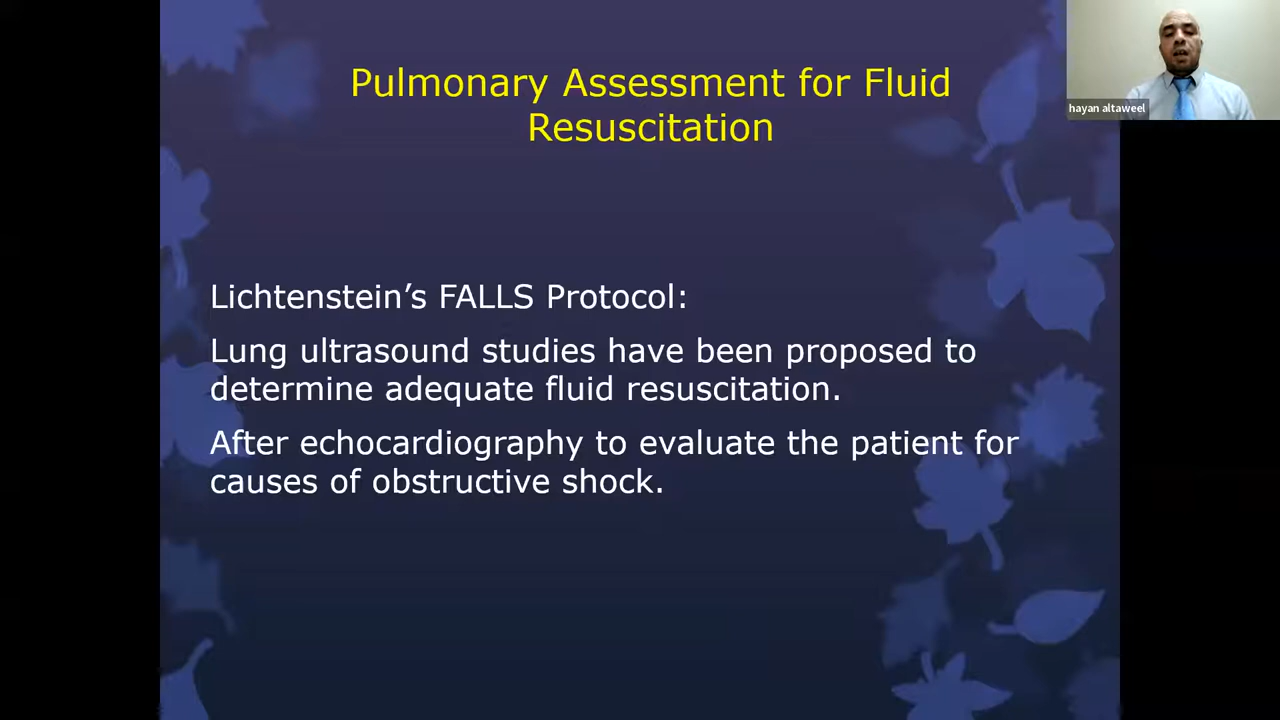 Pulmonary Assessment for Fluid
Resuscitation
hayan altaweel
Lichtenstein’s FALLS Protocol:
Lung ultrasound studies have been proposed to
determine adequate fluid resuscitation.
After echocardiography to evaluate the patient for
causes of obstructive shock.